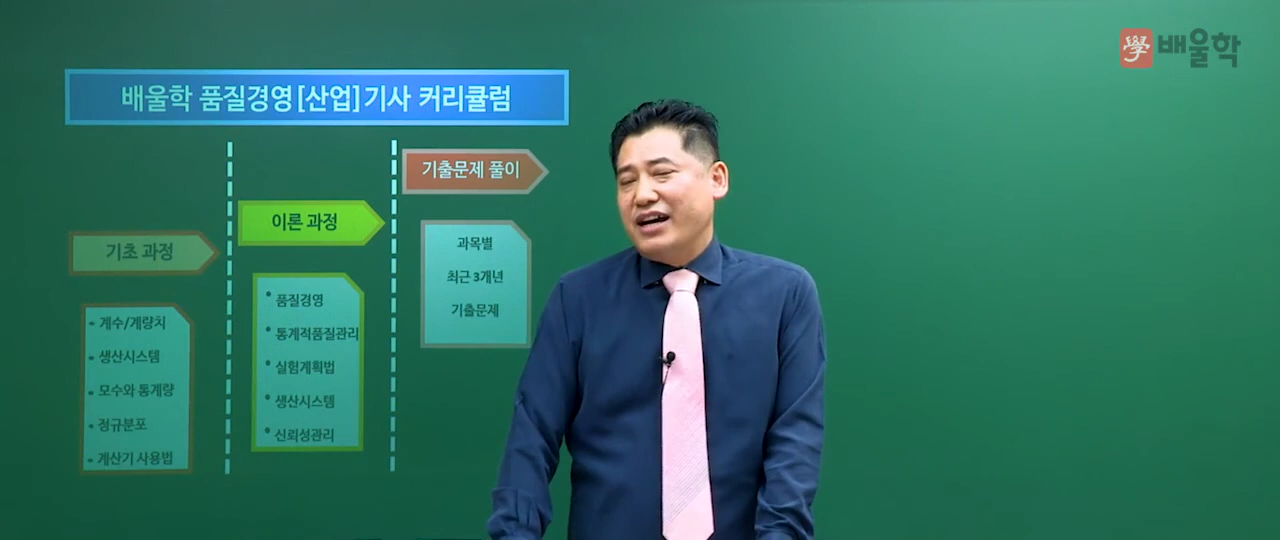 學 배울학
배울학 품질경영[산업]기사 커리큘럼
기초 과정
• 계수/계량치
• 생산시스템
• 모수와 통계량
• 정규분포
• 계산기 사용법
이론 과정
• 품질경영
• 통계적품질관리
• 실험계획법
• 생산시스템
• 신뢰성관리
기출문제 풀이
과목별
최근 3개년
기출문제